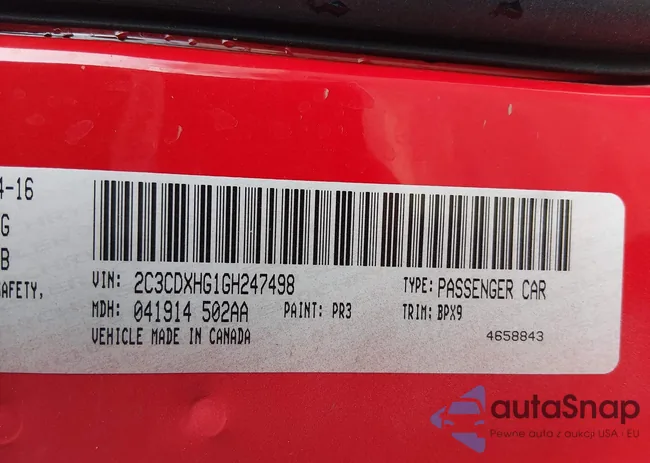 4-16
G
B
AFETY,
VIN: 2C3CDXHG1GH247498 TYPE: PASSENGER CAR
MDH: 041914 502AA PAINT: PR3 TRIM: BPX9
VEHICLE MADE IN CANADA 4658843
autaSnap
Pewne auta z aukcji USA - EU